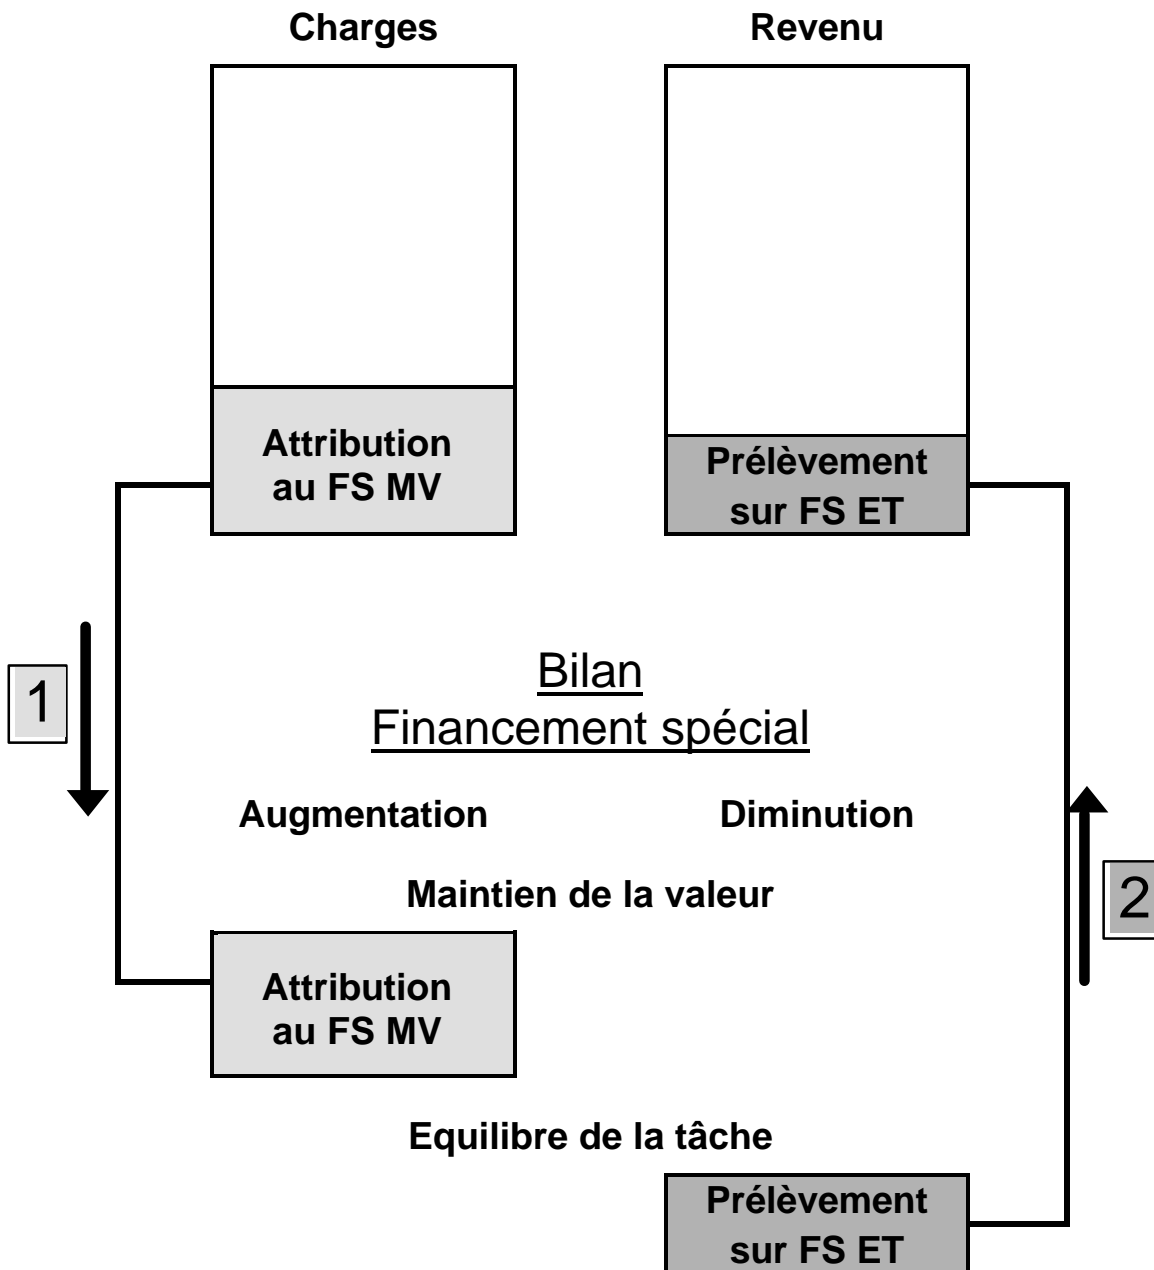 Charges
Revenu
Attribution
au FS MV
Prélèvement
sur FS ET
1
Bilan
Financement spécial
Augmentation
Diminution
2
Maintien de la valeur
Attribution
au FS MV
Equilibre de la tâche
Prélèvement
sur FS ET